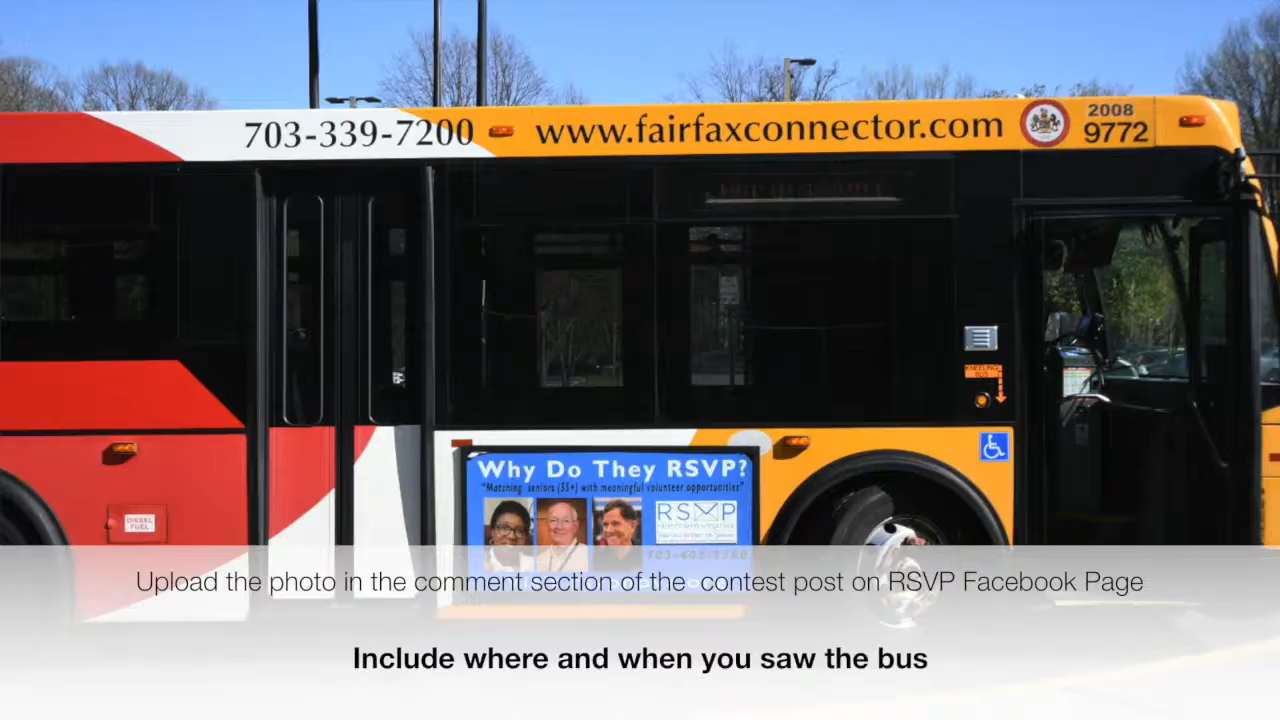 703-339-7200 www.fairfaxconnector.com 2008
9772
KNEELING
BUS
Why Do They RSVP?
"Matching seniors (55+) with meaningful volunteer opportunities"
RSVP
DIESEL
FUEL
Upload the photo in the comment section of the contest post on RSVP Facebook Page
Include where and when you saw the bus